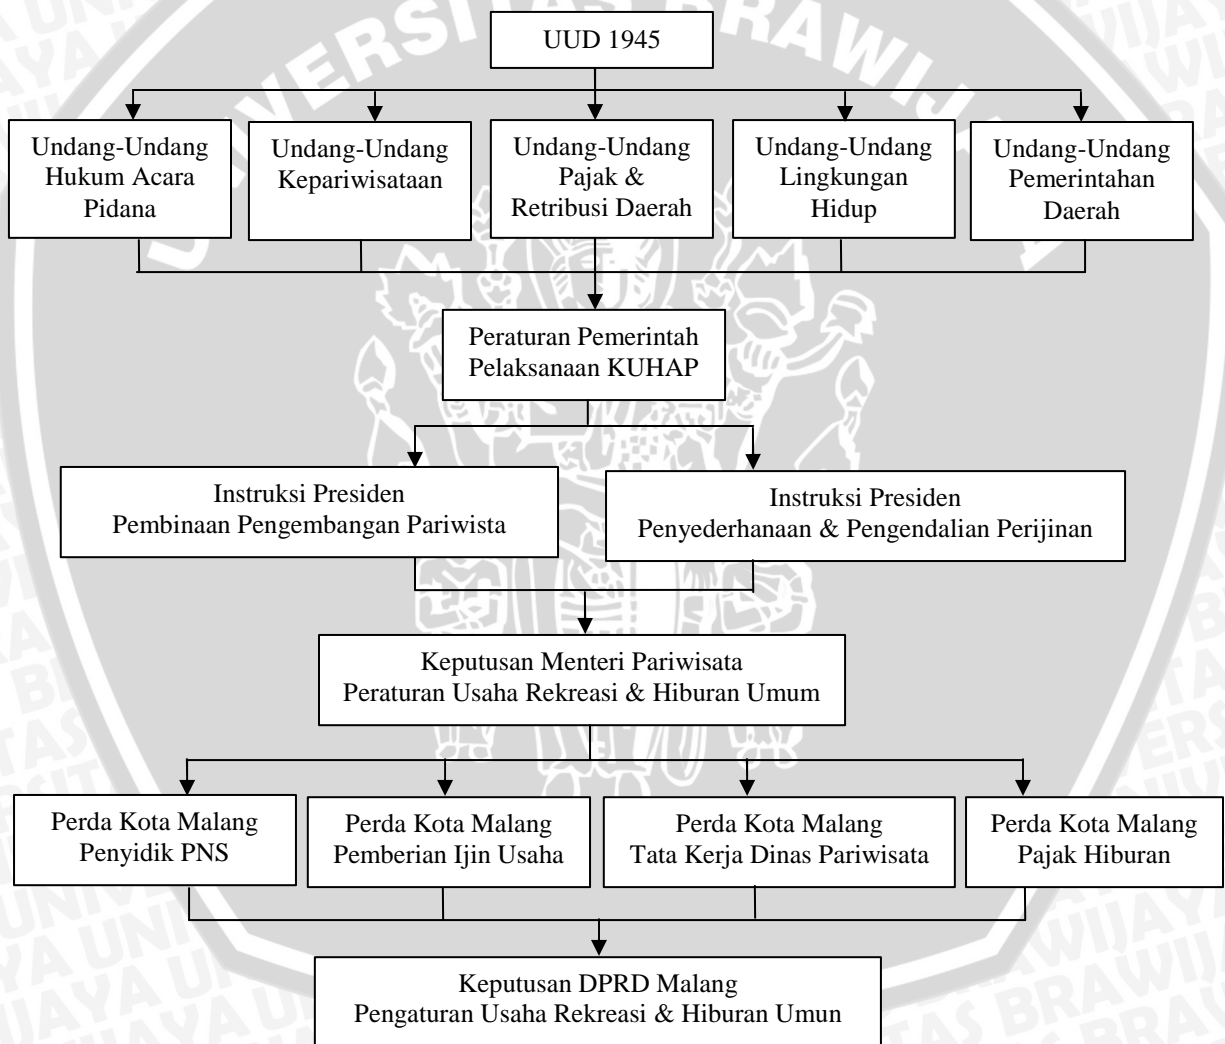 UUD 1945
Undang-Undang
Hukum Acara
Pidana
Undang-Undang
Kepariwisataan
Undang-Undang
Pajak &
Retribusi Daerah
Undang-Undang
Lingkungan
Hidup
Undang-Undang
Pemerintahan
Daerah
Peraturan Pemerintah
Pelaksanaan KUHAP
Instruksi Presiden
Pembinaan Pengembangan Pariwista
Instruksi Presiden
Penyederhanaan & Pengendalian Perijinan
Keputusan Menteri Pariwisata
Peraturan Usaha Rekreasi & Hiburan Umum
Perda Kota Malang
Penyidik PNS
Perda Kota Malang
Pemberian Ijin Usaha
Perda Kota Malang
Tata Kerja Dinas Pariwisata
Perda Kota Malang
Pajak Hiburan
Keputusan DPRD Malang
Pengaturan Usaha Rekreasi & Hiburan Umun